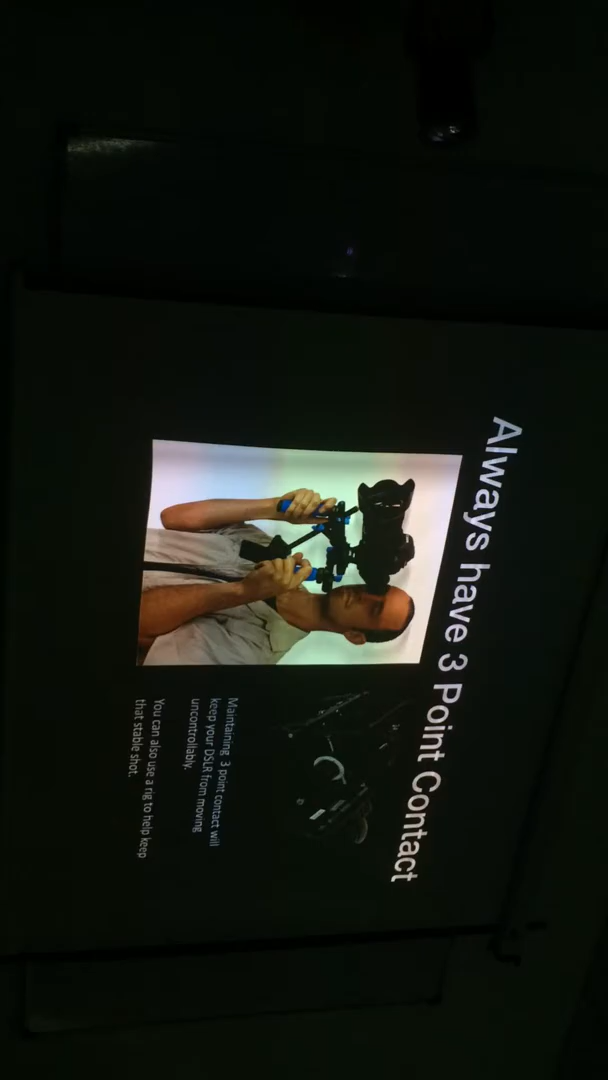 Always have 3 Point Contact
Maintaining 3 point contact will
keep your DSLR from moving
uncontrollably.
You can also use a rig to help keep
that stable shot.